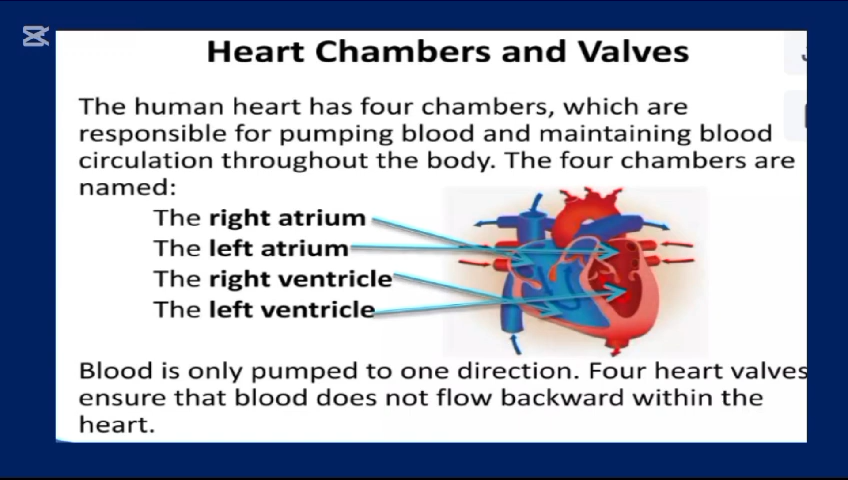 Heart Chambers and Valves
The human heart has four chambers, which are
responsible for pumping blood and maintaining blood
circulation throughout the body. The four chambers are
named:
The right atrium
The left atrium
The right ventricle
The left ventricle
Blood is only pumped to one direction. Four heart valves
ensure that blood does not flow backward within the
heart.